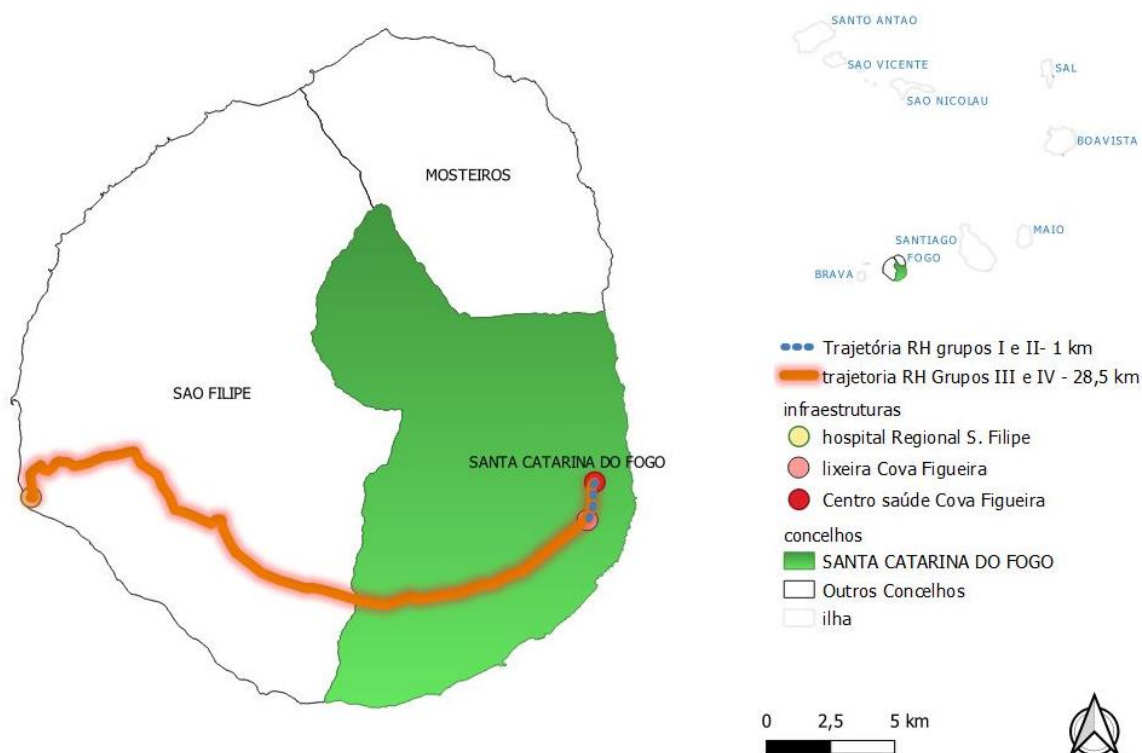 MOSTEIROS
SAO FILIPE
SANTA CATARINA DO FOGO
SANTO ANTAO
SAO VICENTE
SAO NICOLAU
SAL
BOAVISTA
MAIO
SANTIAGO
FOGO
BRAVA
Trajetória RH grupos I e II- 1 km
trajetoria RH Grupos III e IV - 28,5 km
infraestruturas
hospital Regional S. Filipe
lixeira Cova Figueira
Centro saúde Cova Figueira
concelhos
SANTA CATARINA DO FOGO
Outros Concelhos
ilha
0 2,5 5 km